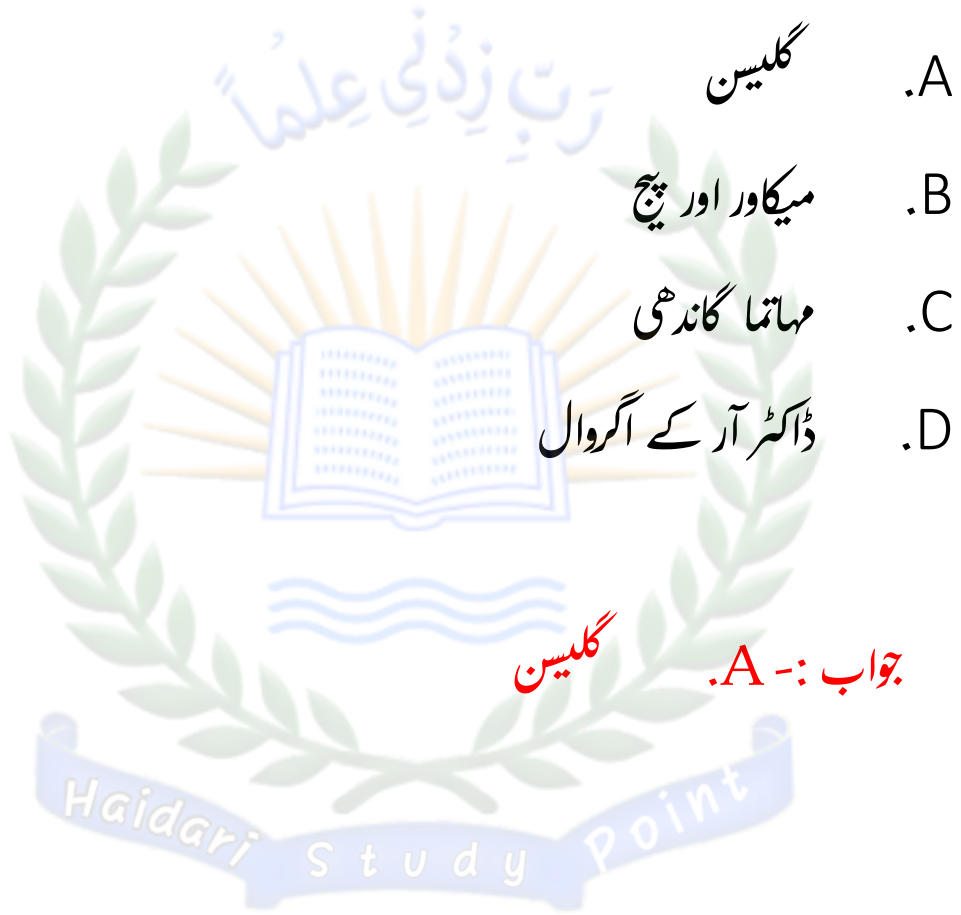 رَبِّ زِدْنِي عِلْمًا
A. گلیسن
B. میکاور اور پیج
C. مہاتما گاندھی
D. ڈاکٹر آر کے اگروال
جواب :- A. گلیسن
Haidari Study Point